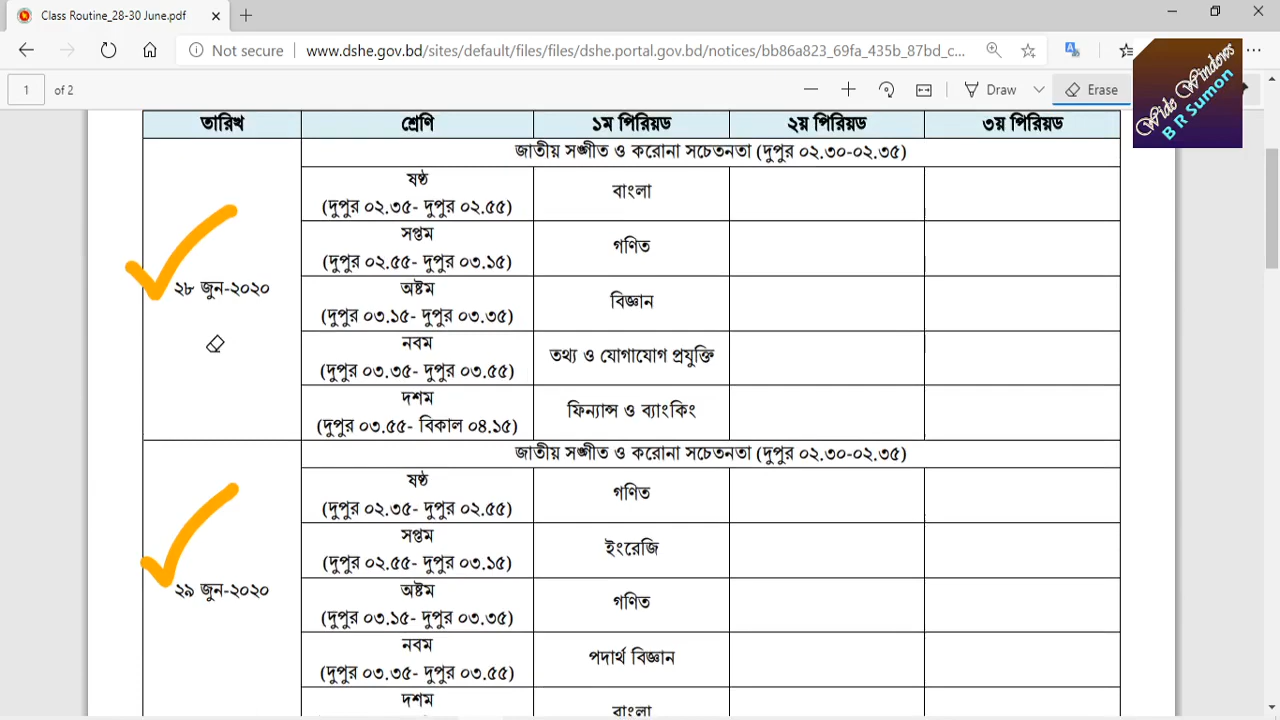 Class Routine_28-30 June.pdf
Not secure www.dshe.gov.bd/sites/default/files/files/dshe.portal.gov.bd/notices/bb86a823_69fa_435b_87bd_c...
1 of 2 Draw Erase
Wide Windows
B R Sumon
তারিখ শ্রেণি ১ম পিরিয়ড ২য় পিরিয়ড ৩য় পিরিয়ড
জাতীয় সঙ্গীত ও করোনা সচেতনতা (দুপুর ০২.৩০-০২.৩৫)
২৮ জুন-২০২০
ষষ্ঠ
(দুপুর ০২.৩৫- দুপুর ০২.৫৫)
বাংলা
সপ্তম
(দুপুর ০২.৫৫- দুপুর ০৩.১৫)
গণিত
অষ্টম
(দুপুর ০৩.১৫- দুপুর ০৩.৩৫)
বিজ্ঞান
নবম
(দুপুর ০৩.৩৫- দুপুর ০৩.৫৫)
তথ্য ও যোগাযোগ প্রযুক্তি
দশম
(দুপুর ০৩.৫৫- বিকাল ০৪.১৫)
ফিন্যান্স ও ব্যাংকিং
জাতীয় সঙ্গীত ও করোনা সচেতনতা (দুপুর ০২.৩০-০২.৩৫)
২৯ জুন-২০২০
ষষ্ঠ
(দুপুর ০২.৩৫- দুপুর ০২.৫৫)
গণিত
সপ্তম
(দুপুর ০২.৫৫- দুপুর ০৩.১৫)
ইংরেজি
অষ্টম
(দুপুর ০৩.১৫- দুপুর ০৩.৩৫)
গণিত
নবম
(দুপুর ০৩.৩৫- দুপুর ০৩.৫৫)
পদার্থ বিজ্ঞান
দশম
বাংলা